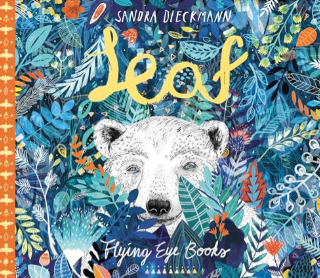 SANDRA DIECKMANN
Leaf
Flying Eye Books